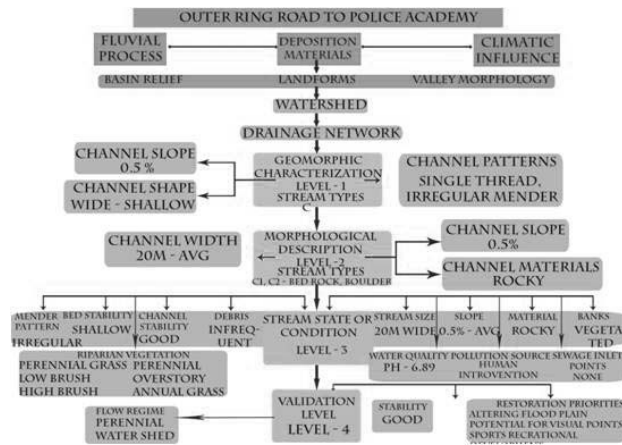 OUTER RING ROAD TO POLICE ACADEMY
FLUVIAL
PROCESS
DEPOSITION
MATERIALS
CLIMATIC
INFLUENCE
BASIN RELIEF
LANDFORMS
VALLEY MORPHOLOGY
WATERSHED
DRAINAGE NETWORK
CHANNEL SLOPE
0.5 %
CHANNEL SHAPE
WIDE - SHALLOW
GEOMORPHIC
CHARACTERIZATION
LEVEL - 1
STREAM TYPES
C
CHANNEL PATTERNS
SINGLE THREAD,
IRREGULAR MENDER
CHANNEL WIDTH
20M - AVG
MORPHOLOGICAL
DESCRIPTION
LEVEL -2
STREAM TYPES
C1, C2 - BED ROCK, BOULDER
CHANNEL SLOPE
0.5%
CHANNEL MATERIALS
ROCKY
MENDER
PATTERN
IRREGULAR
BED STABILITY
SHALLOW
CHANNEL
STABILITY
GOOD
DEBRIS
INFREQ-
UENT
STREAM STATE OR
CONDITION
LEVEL - 3
STREAM SIZE
20M WIDE
SLOPE
0.5% - AVG
MATERIAL
ROCKY
BANKS
VEGETA
TED
RIPARIAN VEGETATION
PERENNIAL GRASS
LOW BRUSH
HIGH BRUSH
PERENNIAL
OVERSTORY
ANNUAL GRASS
WATER QUALITY
PH - 6.89
POLLUTION SOURCE
HUMAN
INTROVENTION
SEWAGE INLET
POINTS
NONE
FLOW REGIME
PERENNIAL
WATER SHED
VALIDATION
LEVEL
LEVEL - 4
STABILITY
GOOD
RESTORATION PRIORITIES
ALTERING FLOOD PLAIN
POTENTIAL FOR VISUAL POINTS
SPORTS RECREATIONAL